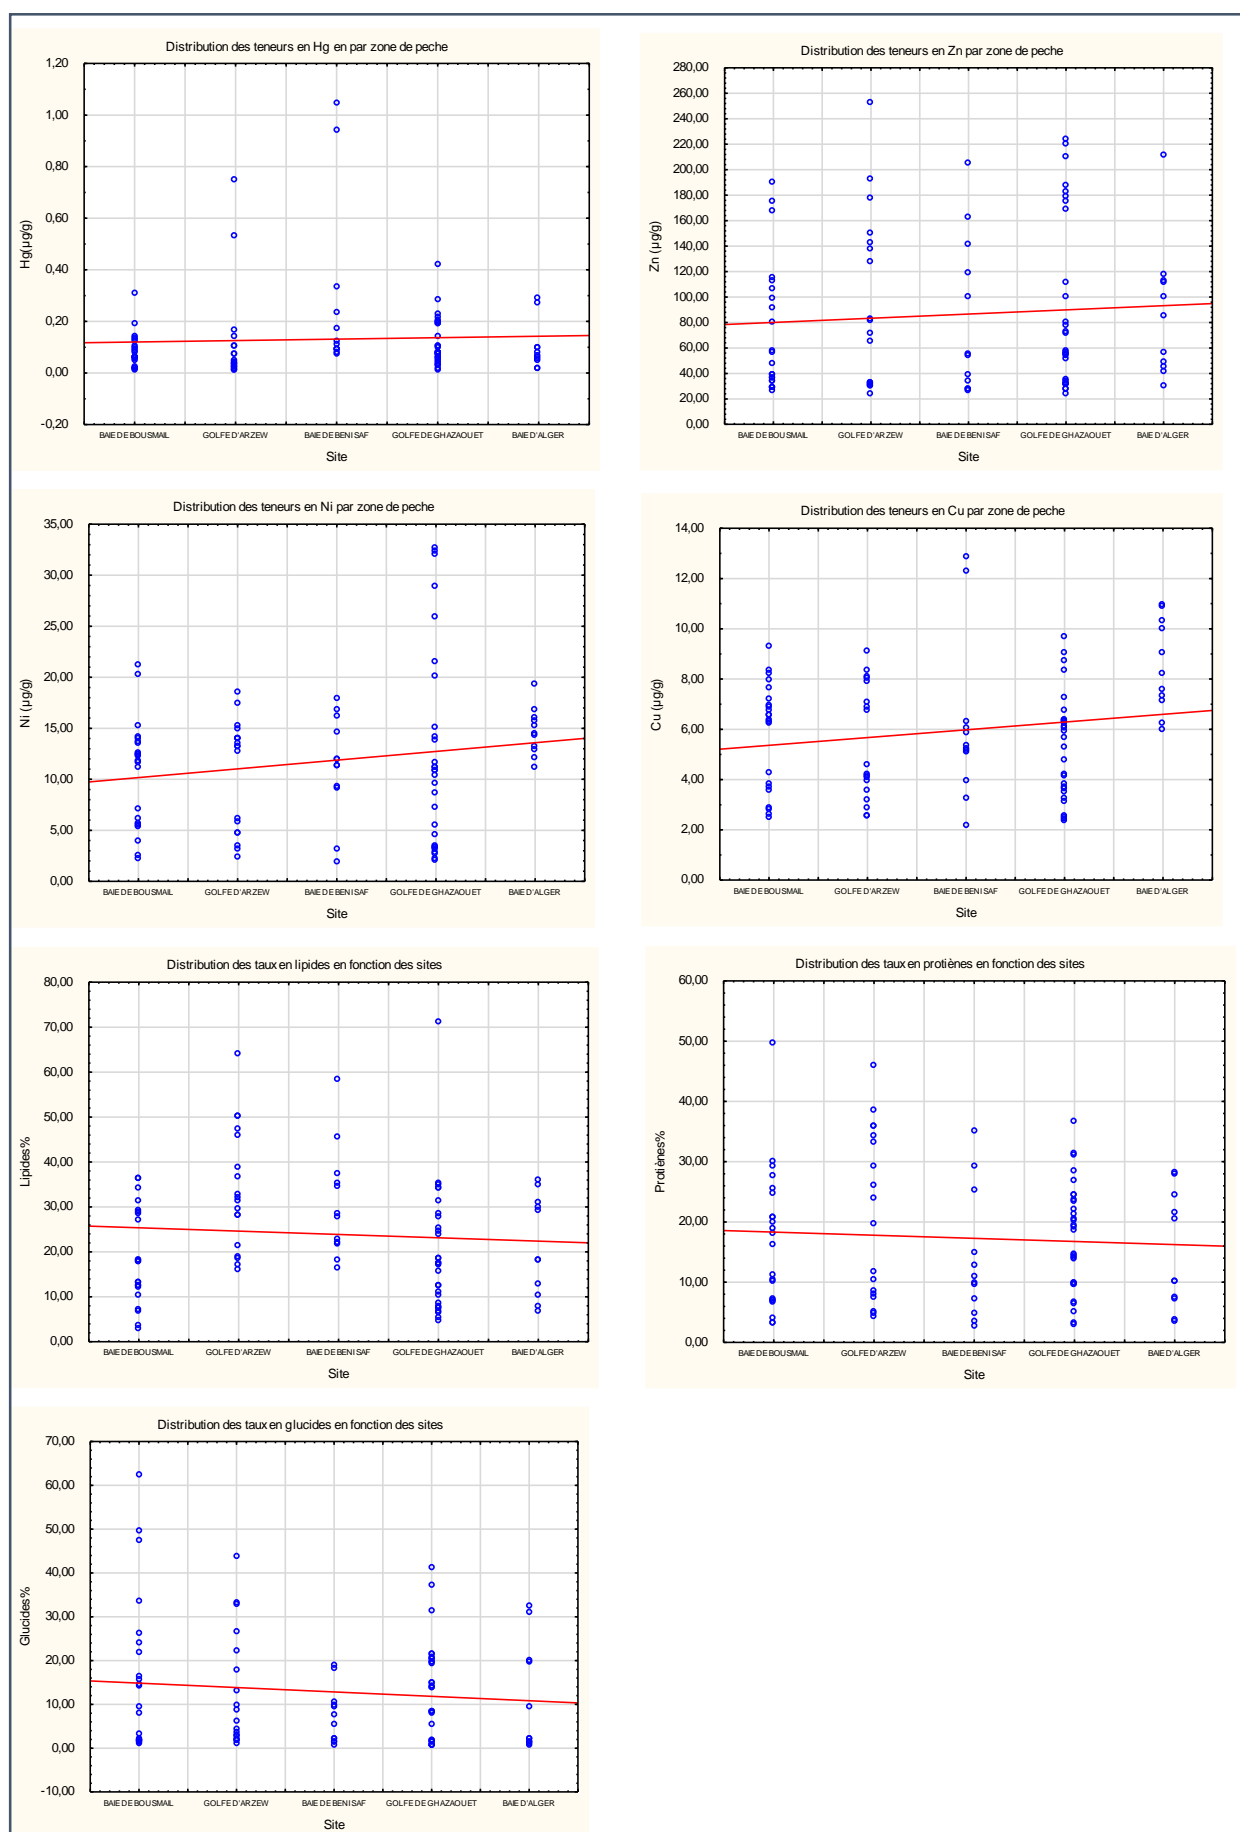 Distribution des teneurs en Hg en par zone de peche
1,20
1,00
0,80
0,60
0,40
0,20
0,00
-0,20
Hg(µg/g)
BAIE DE BOUSMAIL GOLFE D'ARZEW BAIE DE BENISAF GOLFE DE GHAZAOUET BAIE D'ALGER
Site
Distribution des teneurs en Zn par zone de peche
280,00
260,00
240,00
220,00
200,00
180,00
160,00
140,00
120,00
100,00
80,00
60,00
40,00
20,00
0,00
Zn (µg/g)
BAIE DE BOUSMAIL GOLFE D'ARZEW BAIE DE BENISAF GOLFE DE GHAZAOUET BAIE D'ALGER
Site
Distribution des teneurs en Ni par zone de peche
35,00
30,00
25,00
20,00
15,00
10,00
5,00
0,00
Ni (µg/g)
BAIE DE BOUSMAIL GOLFE D'ARZEW BAIE DE BENISAF GOLFE DE GHAZAOUET BAIE D'ALGER
Site
Distribution des teneurs en Cu par zone de peche
14,00
12,00
10,00
8,00
6,00
4,00
2,00
0,00
Cu (µg/g)
BAIE DE BOUSMAIL GOLFE D'ARZEW BAIE DE BENISAF GOLFE DE GHAZAOUET BAIE D'ALGER
Site
Distribution des taux en lipides en fonction des sites
80,00
70,00
60,00
50,00
40,00
30,00
20,00
10,00
0,00
Lipides%
BAIE DE BOUSMAIL GOLFE D'ARZEW BAIE DE BENISAF GOLFE DE GHAZAOUET BAIE D'ALGER
Site
Distribution des taux en protiènes en fonction des sites
60,00
50,00
40,00
30,00
20,00
10,00
0,00
Protiènes%
BAIE DE BOUSMAIL GOLFE D'ARZEW BAIE DE BENISAF GOLFE DE GHAZAOUET BAIE D'ALGER
Site
Distribution des taux en glucides en fonction des sites
70,00
60,00
50,00
40,00
30,00
20,00
10,00
0,00
-10,00
Glucides%
BAIE DE BOUSMAIL GOLFE D'ARZEW BAIE DE BENISAF GOLFE DE GHAZAOUET BAIE D'ALGER
Site